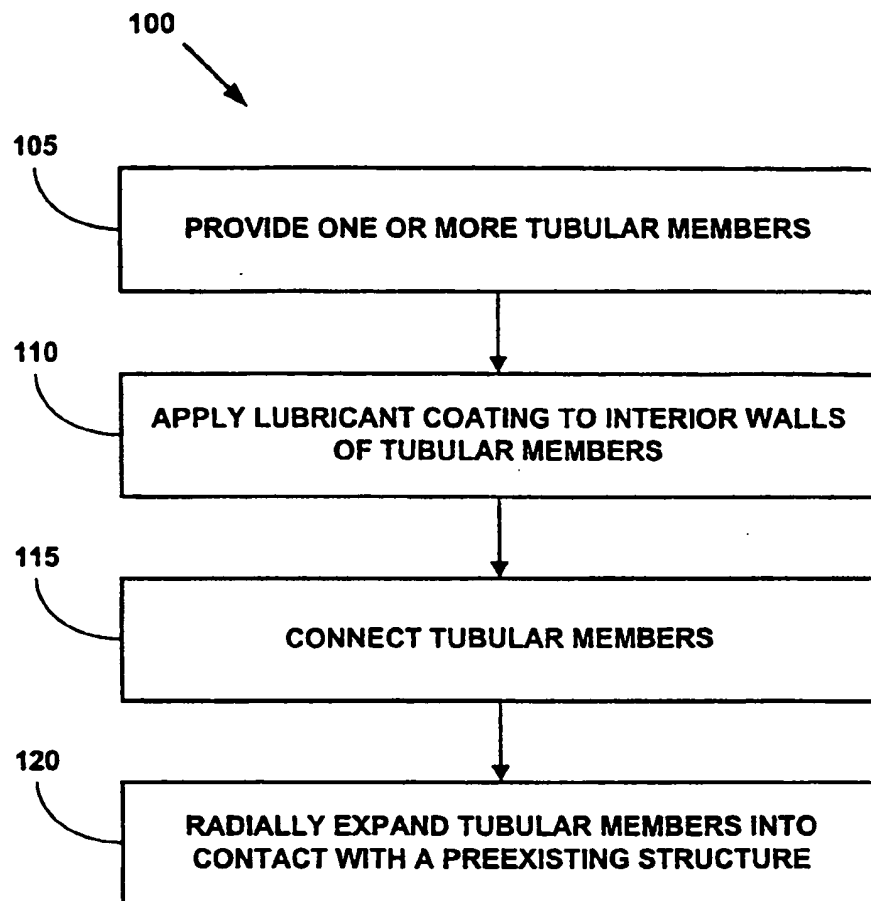 100
105
PROVIDE ONE OR MORE TUBULAR MEMBERS
110
APPLY LUBRICANT COATING TO INTERIOR WALLS
OF TUBULAR MEMBERS
115
CONNECT TUBULAR MEMBERS
120
RADIALLY EXPAND TUBULAR MEMBERS INTO
CONTACT WITH A PREEXISTING STRUCTURE